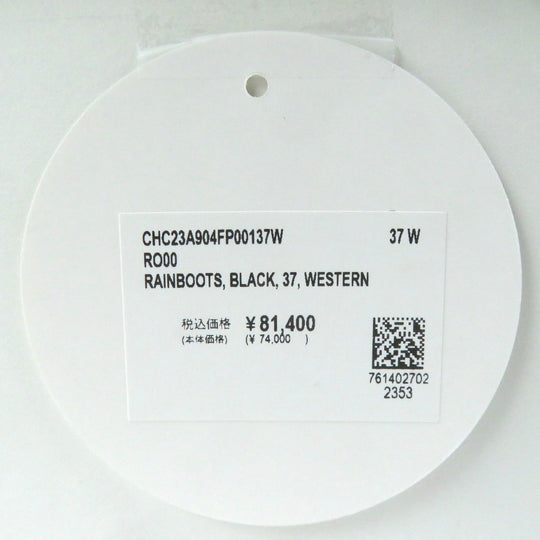 CHC23A904FP00137W 37 W
RO00
RAINBOOTS, BLACK, 37, WESTERN
税込価格 ¥81,400
(本体価格) (¥ 74,000 )
761402702
2353